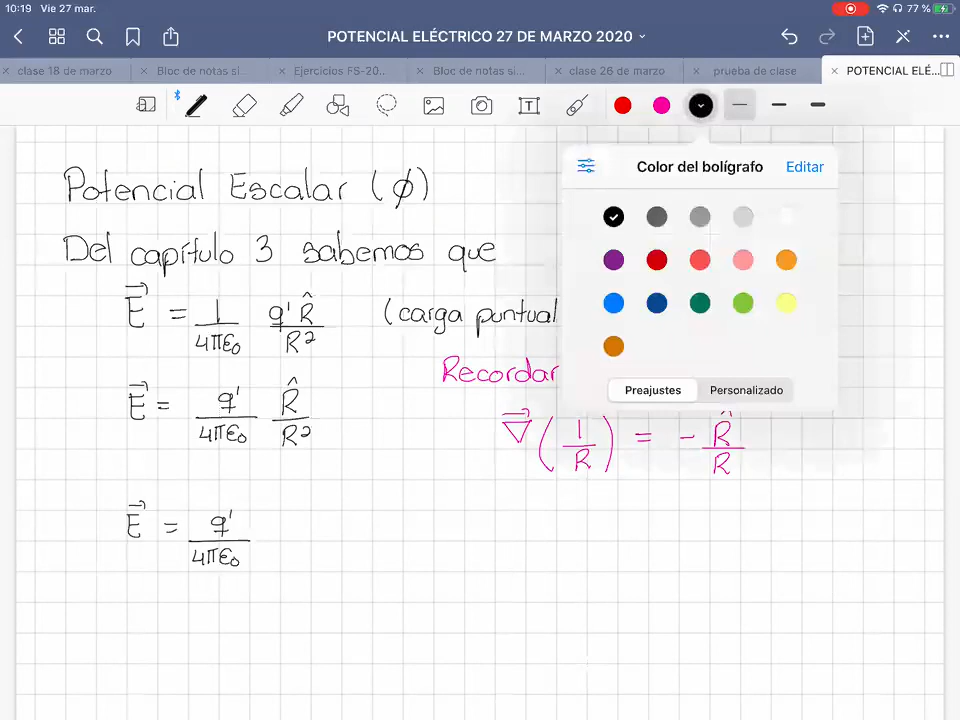 10:19 Vie 27 mar. 77 %
POTENCIAL ELÉCTRICO 27 DE MARZO 2020
clase 18 de marzo Bloc de notas si... Ejercicios FS-20... Bloc de notas si... clase 26 de marzo prueba de clase POTENCIAL ELÉ...
T
Color del bolígrafo Editar
Preajustes Personalizado
Potencial Escalar (ϕ)
Del capítulo 3 sabemos que
E⃗ = 1/4πε₀ q' R̂/R² (carga puntual
Recordar
E⃗ = q'/4πε₀ R̂/R²
∇⃗ (1/R) = - R̂/R
E⃗ = q'/4πε₀